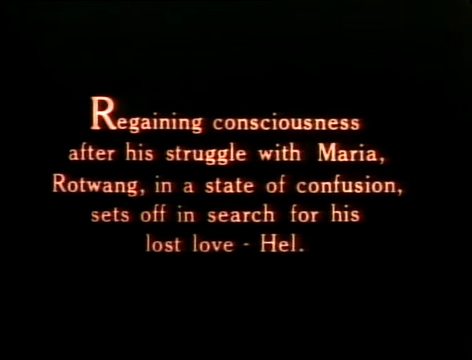 Regaining consciousness
after his struggle with Maria,
Rotwang, in a state of confusion,
sets off in search for his
lost love - Hel.